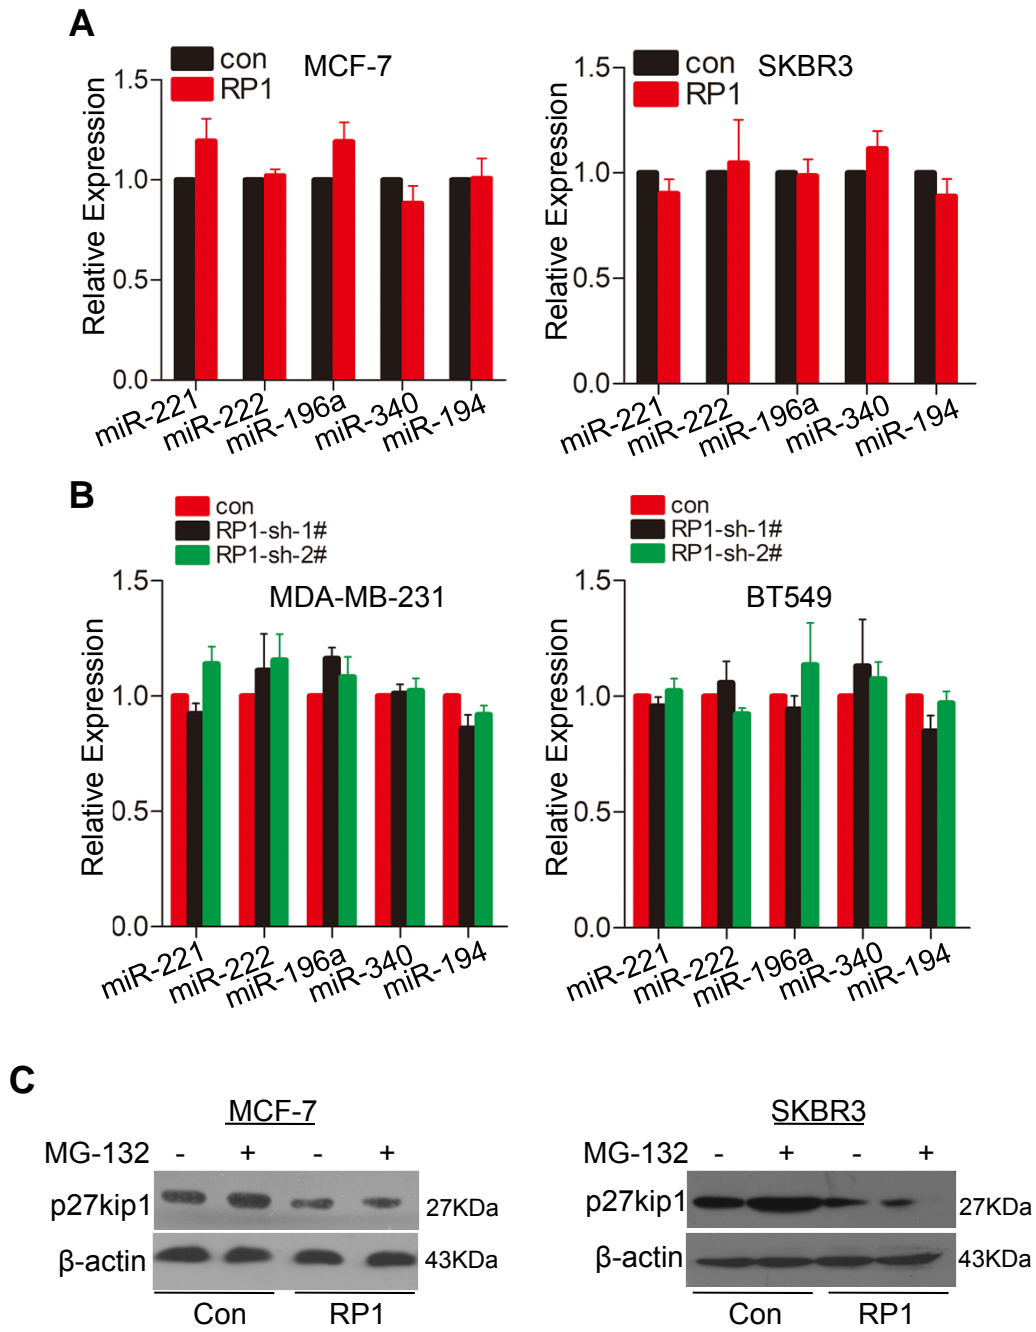 A
con
RP1
MCF-7
1.5
1.0
0.5
0.0
Relative Expression
miR-221
miR-222
miR-196a
miR-340
miR-194
con
RP1
SKBR3
1.5
1.0
0.5
0.0
Relative Expression
miR-221
miR-222
miR-196a
miR-340
miR-194
B
con
RP1-sh-1#
RP1-sh-2#
MDA-MB-231
1.5
1.0
0.5
0.0
Relative Expression
miR-221
miR-222
miR-196a
miR-340
miR-194
con
RP1-sh-1#
RP1-sh-2#
BT549
1.5
1.0
0.5
0.0
Relative Expression
miR-221
miR-222
miR-196a
miR-340
miR-194
C
MCF-7
MG-132 - + - +
p27kip1 27KDa
β-actin 43KDa
Con RP1
SKBR3
MG-132 - + - +
p27kip1 27KDa
β-actin 43KDa
Con RP1